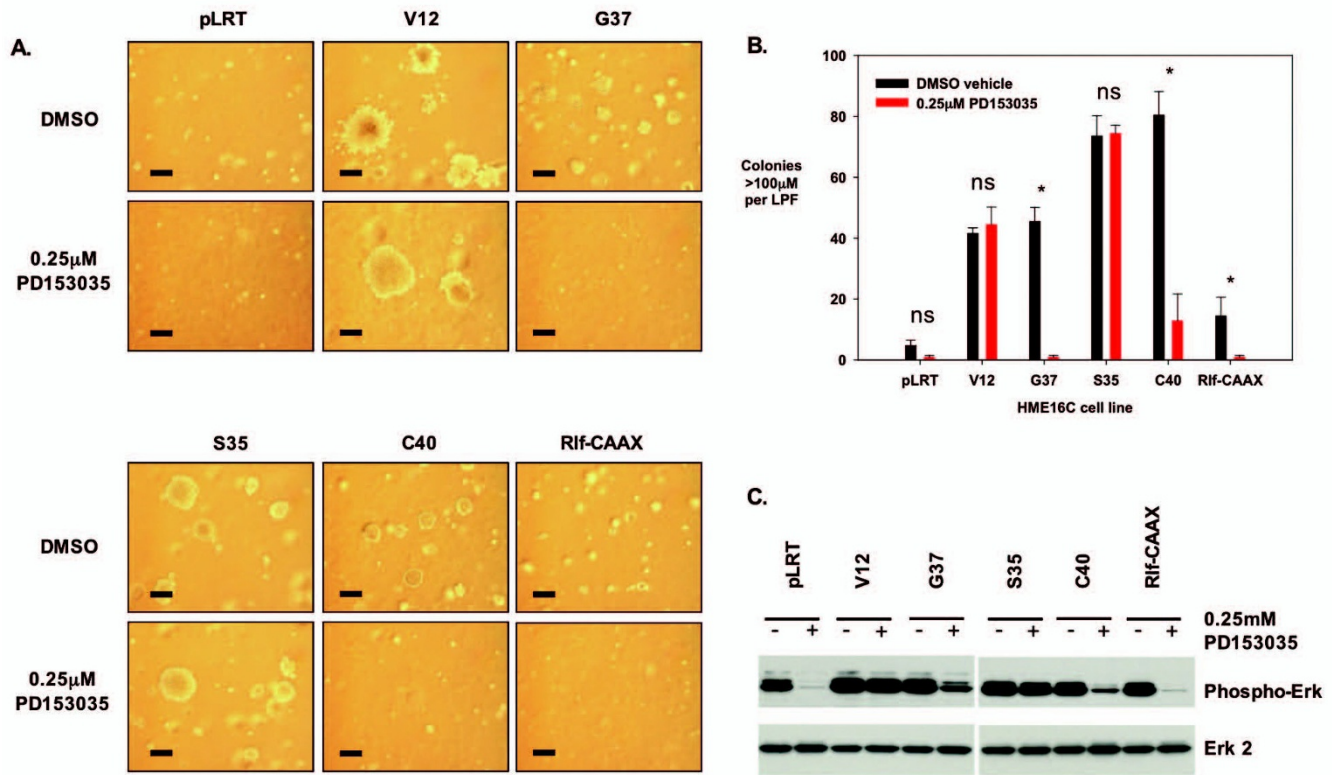 A.
pLRT V12 G37
DMSO
0.25μM
PD153035
S35 C40 Rlf-CAAX
DMSO
0.25μM
PD153035
B.
100
80
60
40
20
0
DMSO vehicle
0.25μM PD153035
Colonies
>100μM
per LPF
ns ns * ns * *
pLRT V12 G37 S35 C40 Rlf-CAAX
HME16C cell line
C.
pLRT V12 G37 S35 C40 Rlf-CAAX
- + - + - + - + - + - +
0.25mM
PD153035
Phospho-Erk
Erk 2